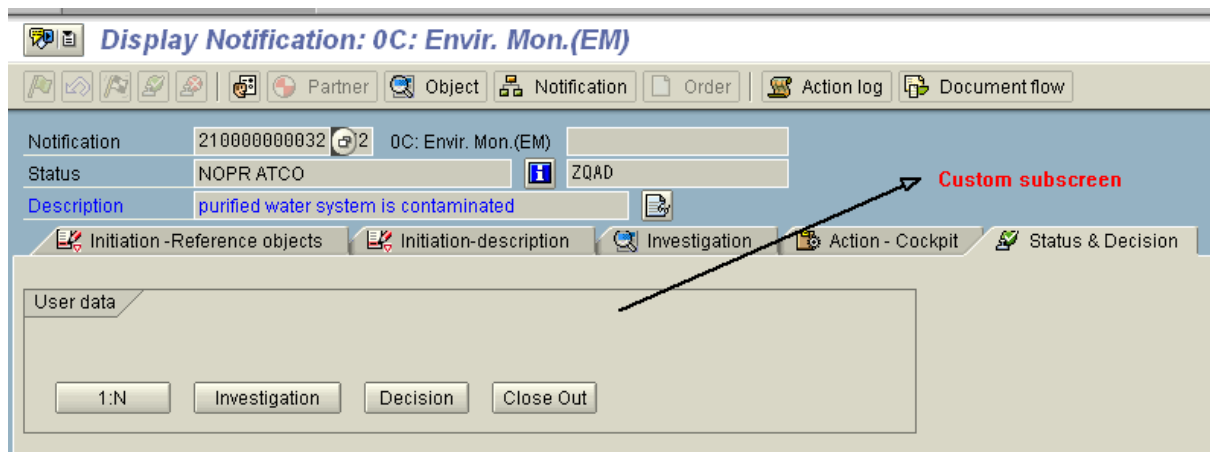 Display Notification: 0C: Envir. Mon.(EM)
Partner Object Notification Order Action log Document flow
Notification 210000000032 2 0C: Envir. Mon.(EM)
Status NOPR ATCO ZQAD
Custom subscreen
Description purified water system is contaminated
Initiation -Reference objects Initiation-description Investigation Action - Cockpit Status & Decision
User data
1:N Investigation Decision Close Out